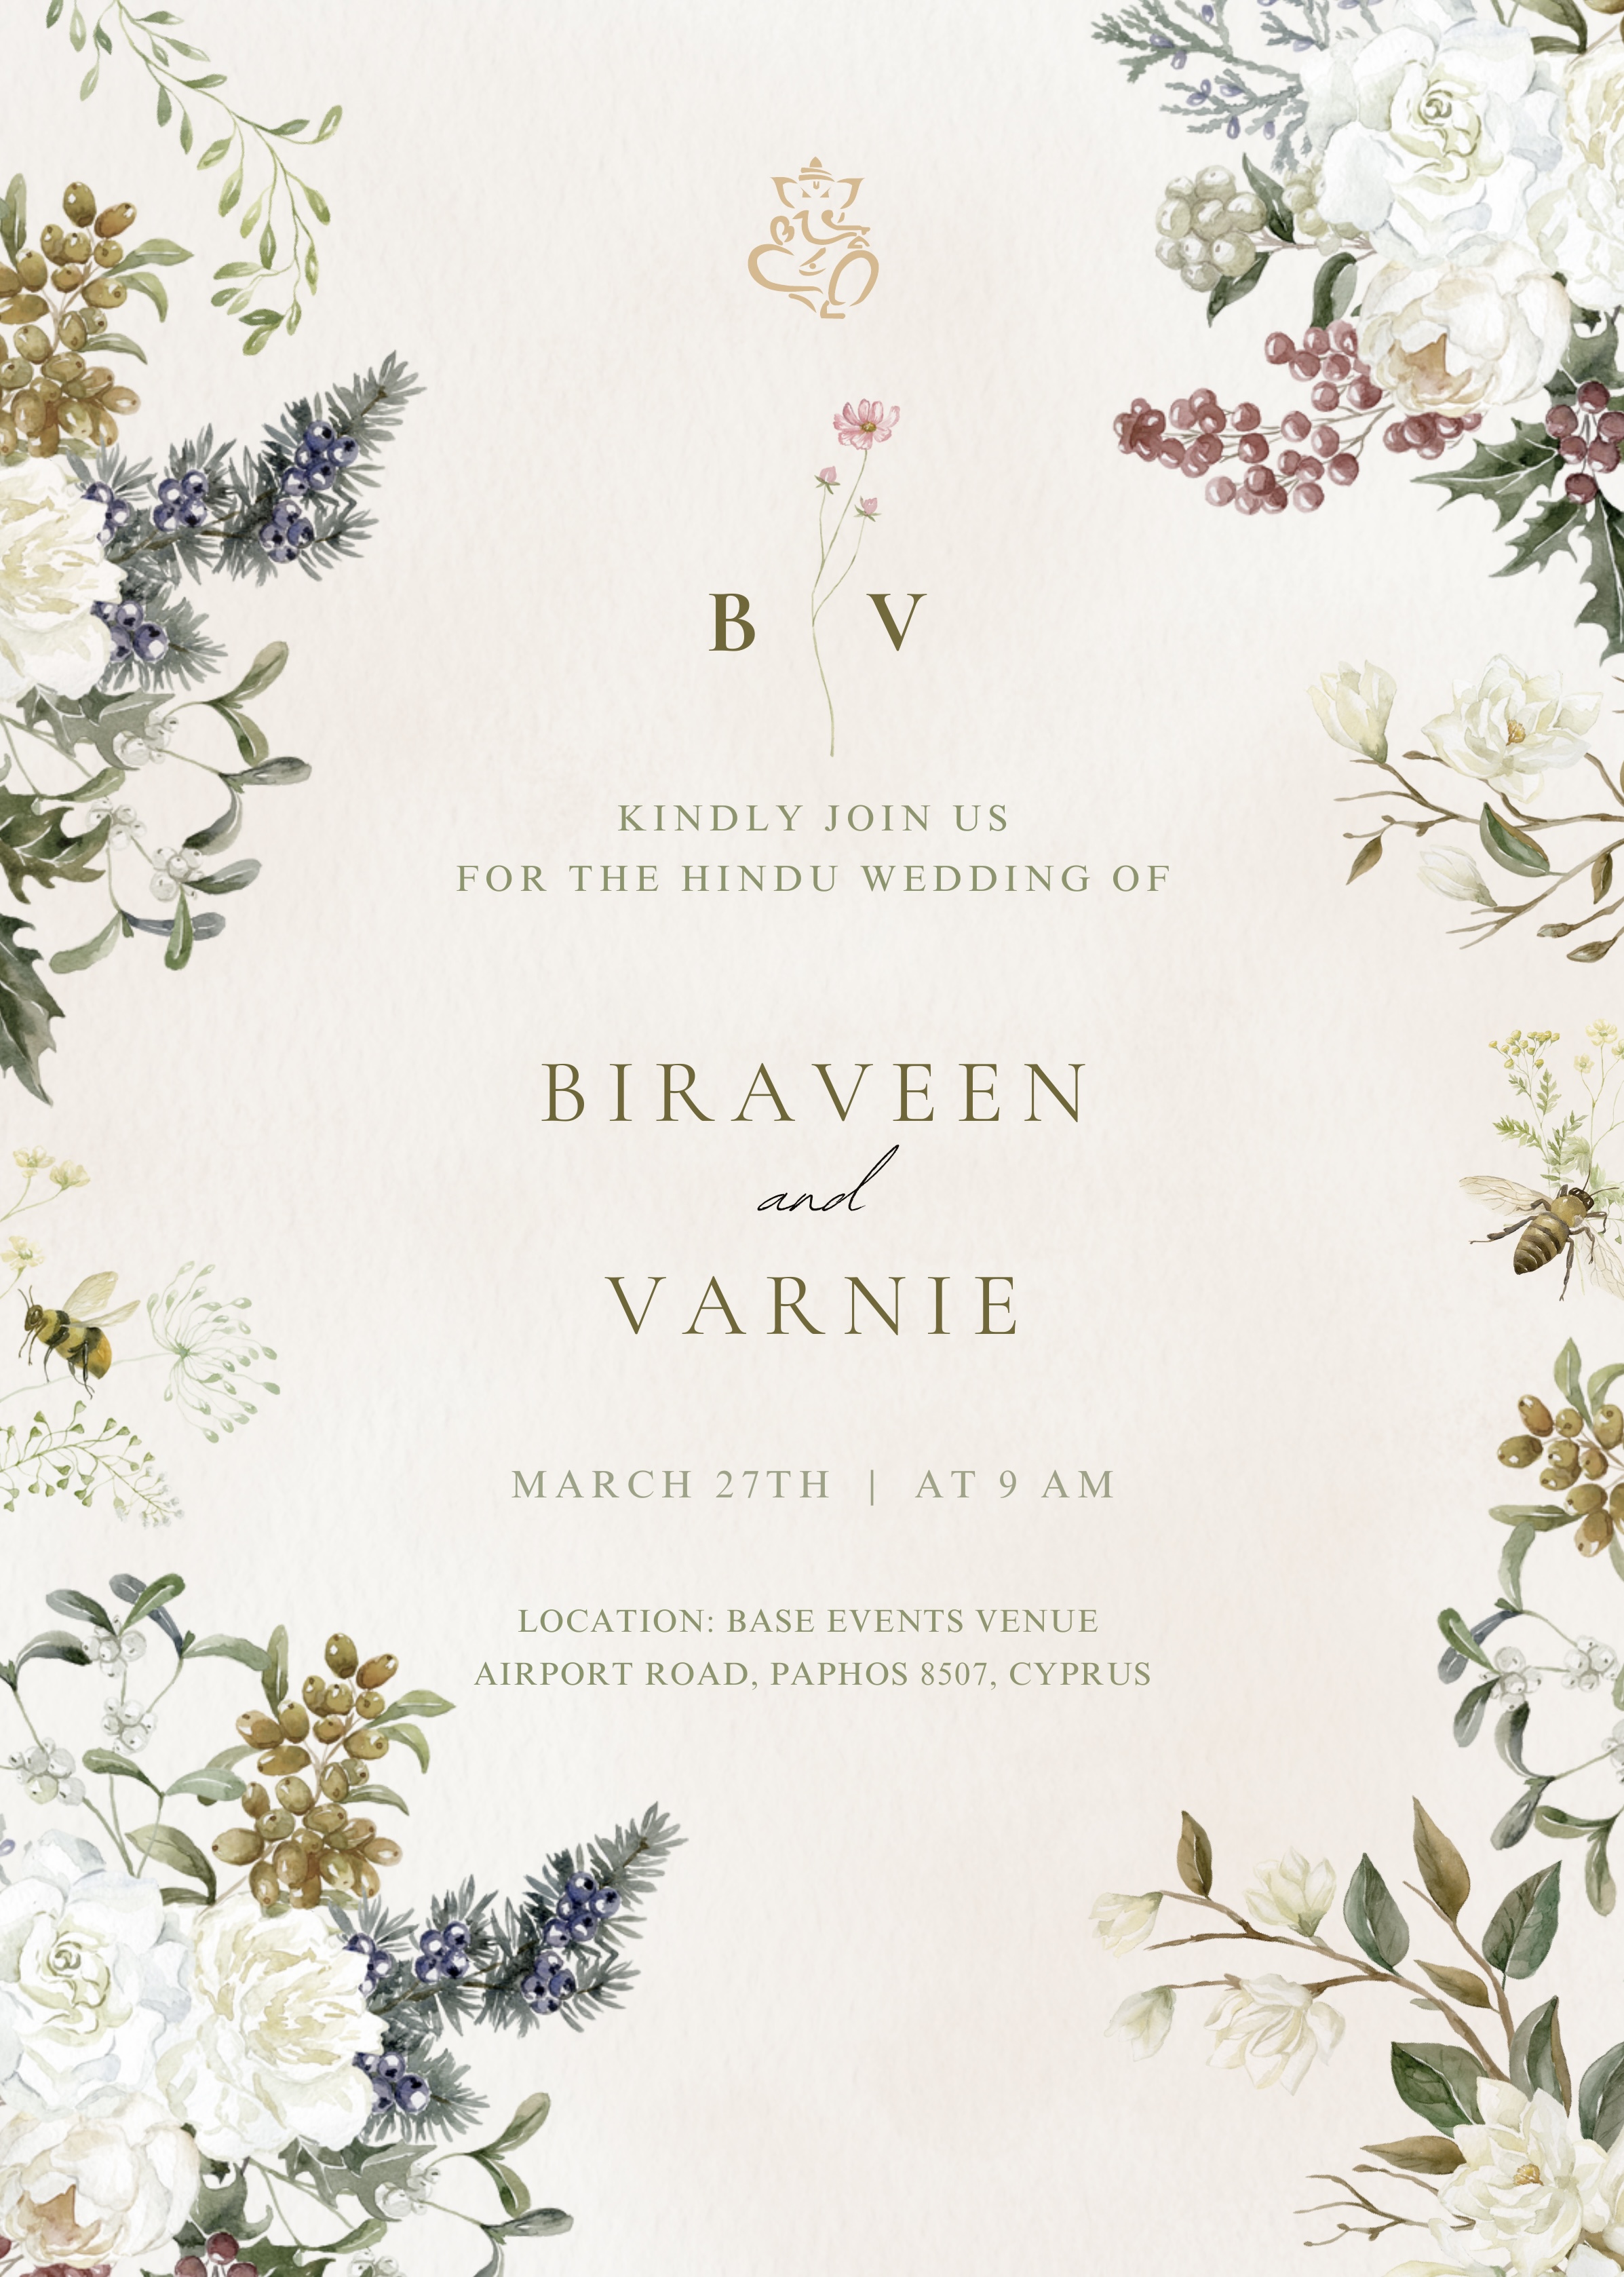 B V
KINDLY JOIN US
FOR THE HINDU WEDDING OF
BIRAVEEN
and
VARNIE
MARCH 27TH | AT 9 AM
LOCATION: BASE EVENTS VENUE
AIRPORT ROAD, PAPHOS 8507, CYPRUS